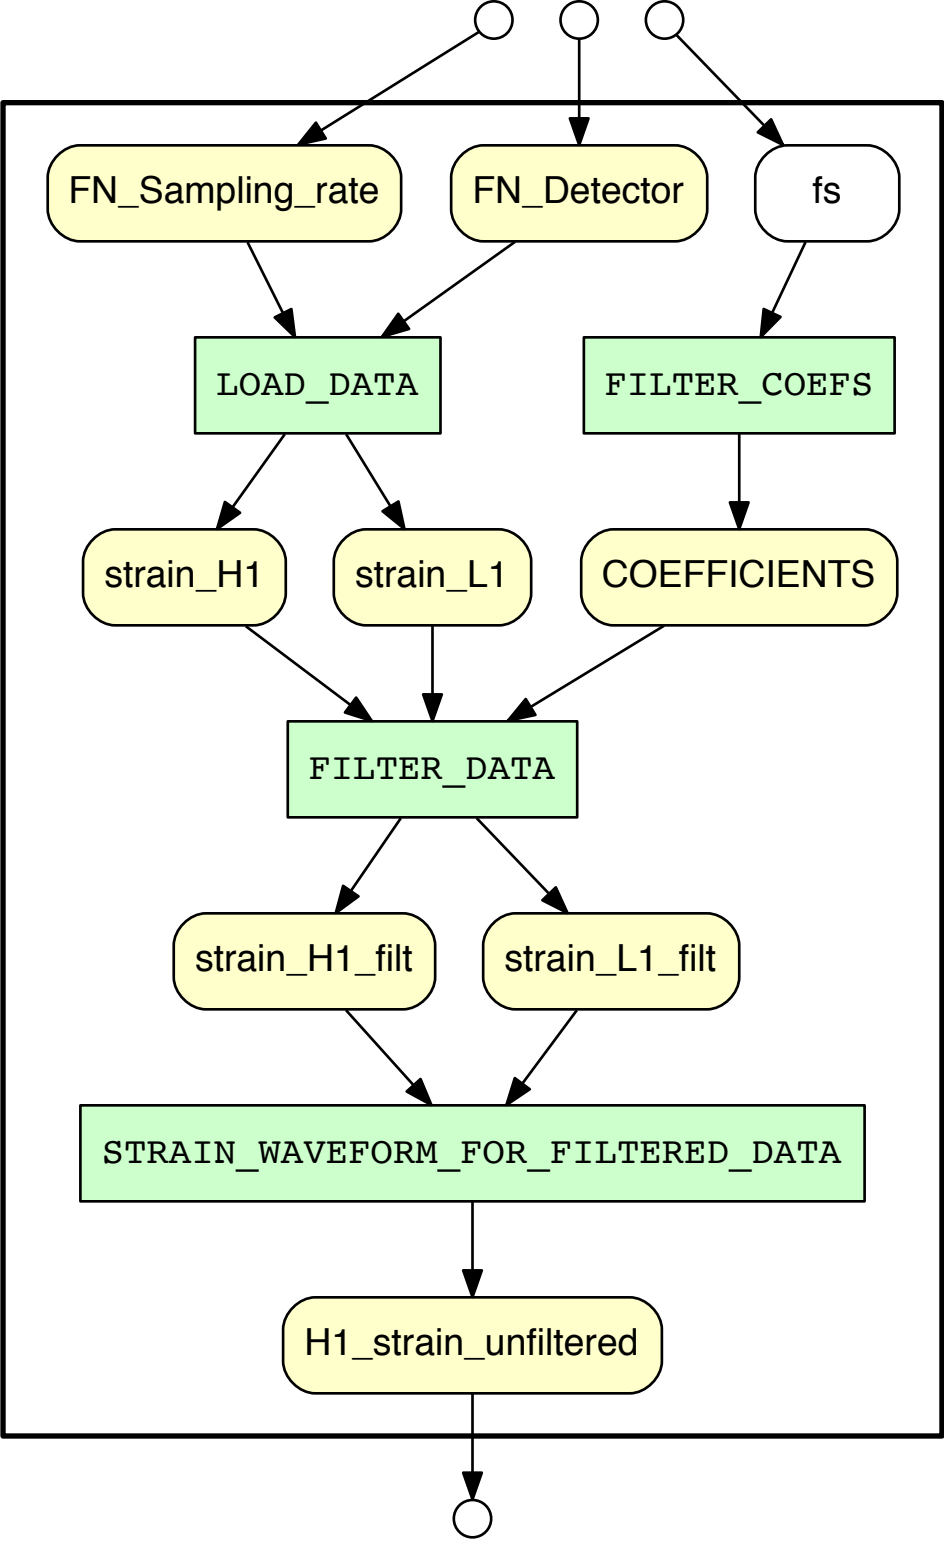 FN_Sampling_rate
FN_Detector
fs
LOAD_DATA
FILTER_COEFS
strain_H1
strain_L1
COEFFICIENTS
FILTER_DATA
strain_H1_filt
strain_L1_filt
STRAIN_WAVEFORM_FOR_FILTERED_DATA
H1_strain_unfiltered